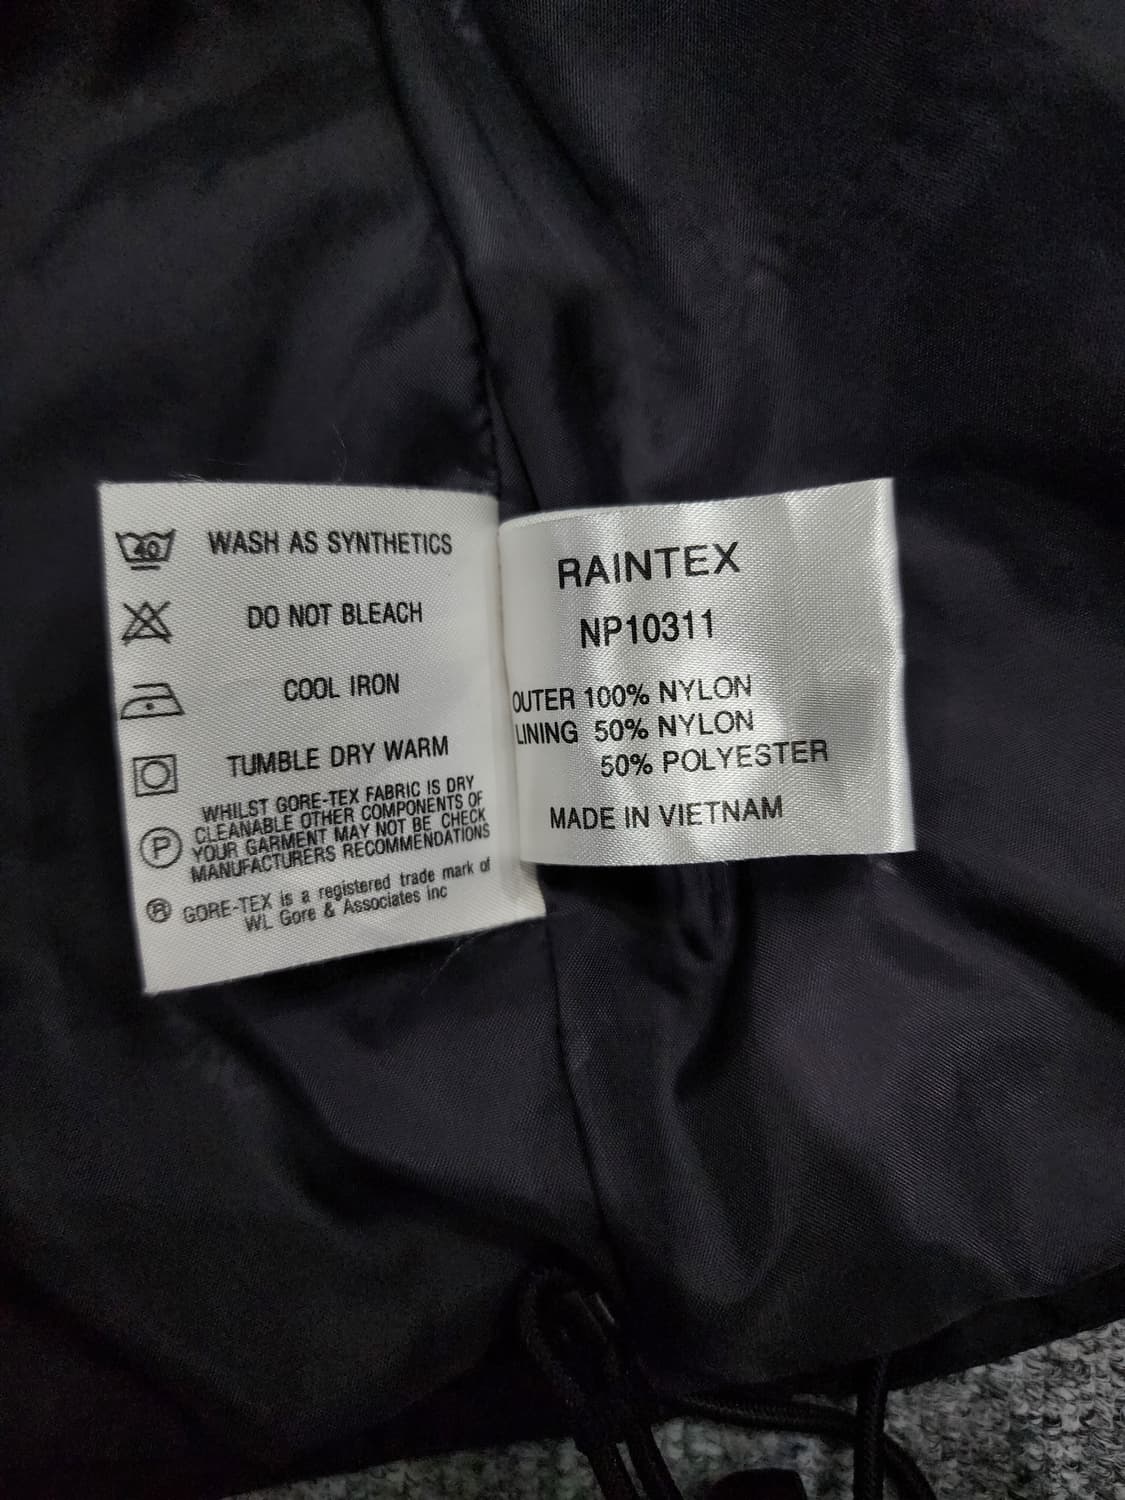 40 WASH AS SYNTHETICS
DO NOT BLEACH
COOL IRON
TUMBLE DRY WARM
WHILST GORE-TEX FABRIC IS DRY
CLEANABLE OTHER COMPONENTS OF
P YOUR GARMENT MAY NOT BE CHECK
MANUFACTURERS RECOMMENDATIONS
® GORE-TEX is a registered trade mark of
WL Gore & Associates inc
RAINTEX
NP10311
OUTER 100% NYLON
LINING 50% NYLON
50% POLYESTER
MADE IN VIETNAM